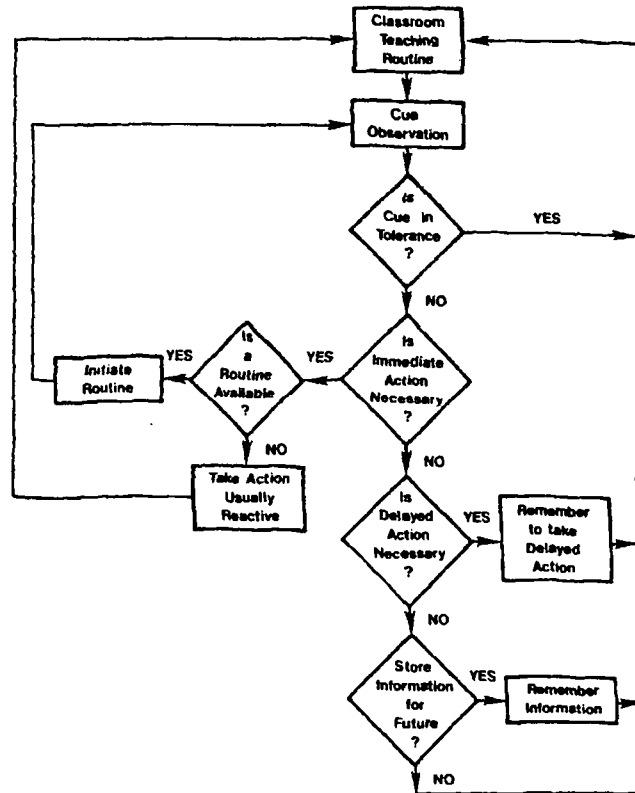 Classroom
Teaching
Routine
Cue
Observation
Is
Cue in
Tolerance
?
YES
NO
Is
Immediate
Action
Necessary
?
YES
Is
a
Routine
Available
?
YES
Initiate
Routine
NO
Take Action
Usually
Reactive
NO
Is
Delayed
Action
Necessary
?
YES
Remember
to take
Delayed
Action
NO
Store
Information
for
Future
?
YES
Remember
Information
NO